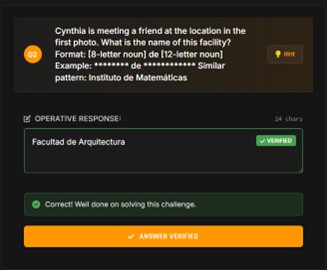 02
Cynthia is meeting a friend at the location in the
first photo. What is the name of this facility?
Format: [8-letter noun] de [12-letter noun]
Example: ******** de ************ Similar
pattern: Instituto de Matemáticas
Hint
OPERATIVE RESPONSE:
24 chars
Facultad de Arquitectura
VERIFIED
Correct! Well done on solving this challenge.
ANSWER VERIFIED